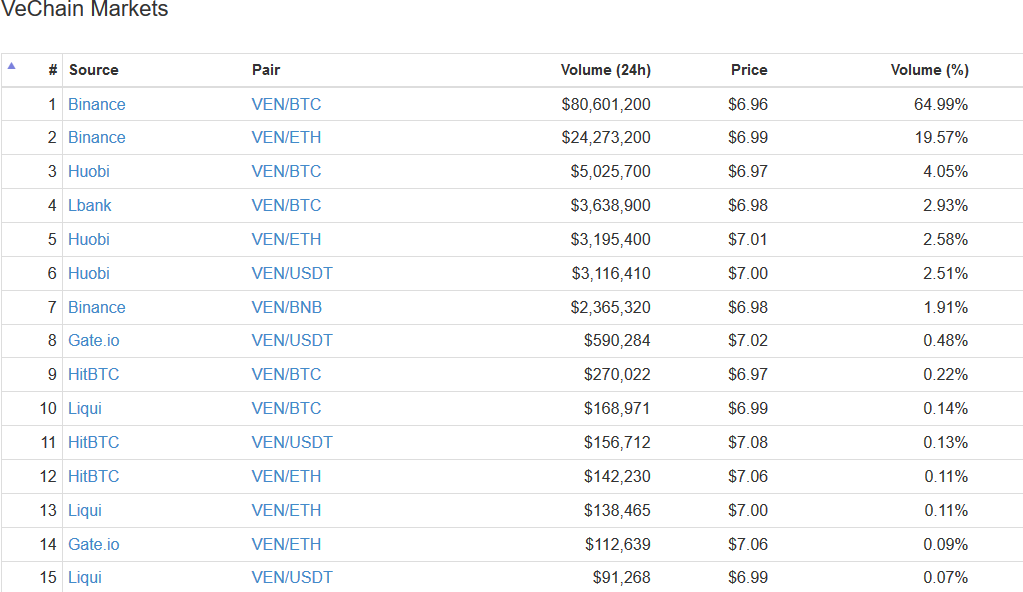 VeChain Markets
# Source Pair Volume (24h) Price Volume (%)
1 Binance VEN/BTC $80,601,200 $6.96 64.99%
2 Binance VEN/ETH $24,273,200 $6.99 19.57%
3 Huobi VEN/BTC $5,025,700 $6.97 4.05%
4 Lbank VEN/BTC $3,638,900 $6.98 2.93%
5 Huobi VEN/ETH $3,195,400 $7.01 2.58%
6 Huobi VEN/USDT $3,116,410 $7.00 2.51%
7 Binance VEN/BNB $2,365,320 $6.98 1.91%
8 Gate.io VEN/USDT $590,284 $7.02 0.48%
9 HitBTC VEN/BTC $270,022 $6.97 0.22%
10 Liqui VEN/BTC $168,971 $6.99 0.14%
11 HitBTC VEN/USDT $156,712 $7.08 0.13%
12 HitBTC VEN/ETH $142,230 $7.06 0.11%
13 Liqui VEN/ETH $138,465 $7.00 0.11%
14 Gate.io VEN/ETH $112,639 $7.06 0.09%
15 Liqui VEN/USDT $91,268 $6.99 0.07%